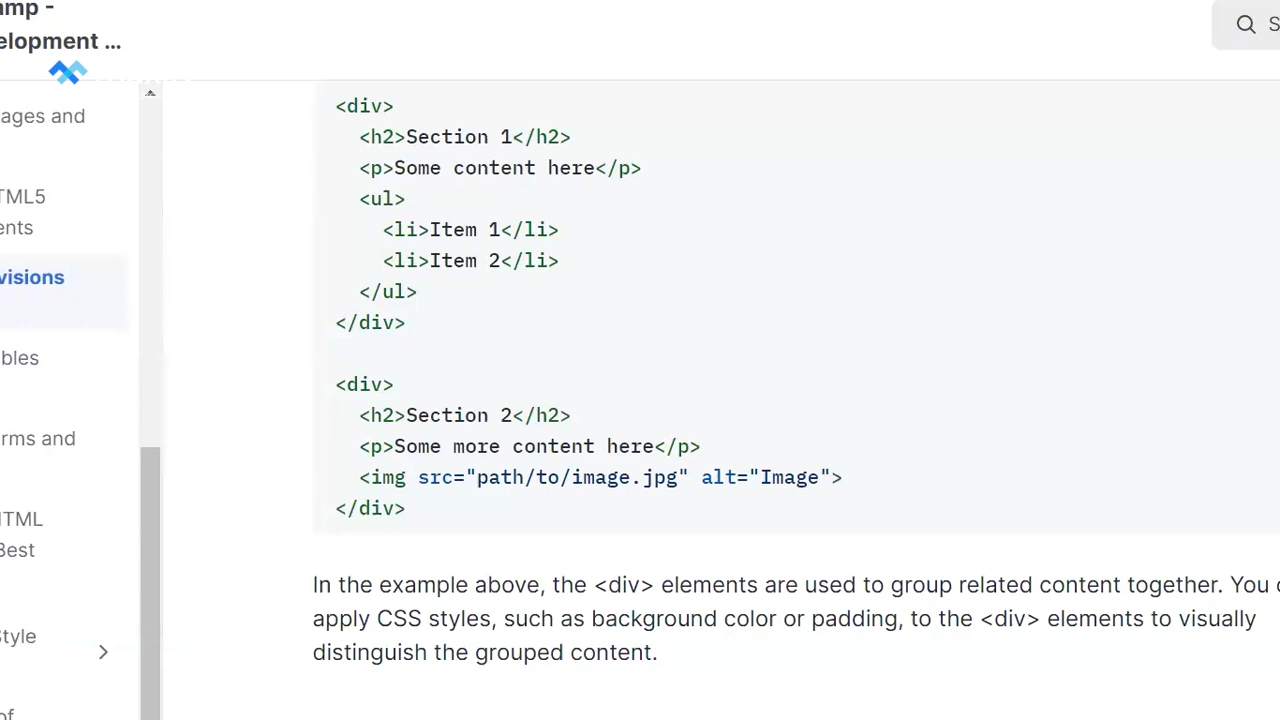 amp -
elopment ...
S
ages and
TML5
ents
visions
bles
rms and
HTML
Best
Style
of
<div>
<h2>Section 1</h2>
<p>Some content here</p>
<ul>
<li>Item 1</li>
<li>Item 2</li>
</ul>
</div>
<div>
<h2>Section 2</h2>
<p>Some more content here</p>
<img src="path/to/image.jpg" alt="Image">
</div>
In the example above, the <div> elements are used to group related content together. You
apply CSS styles, such as background color or padding, to the <div> elements to visually
distinguish the grouped content.